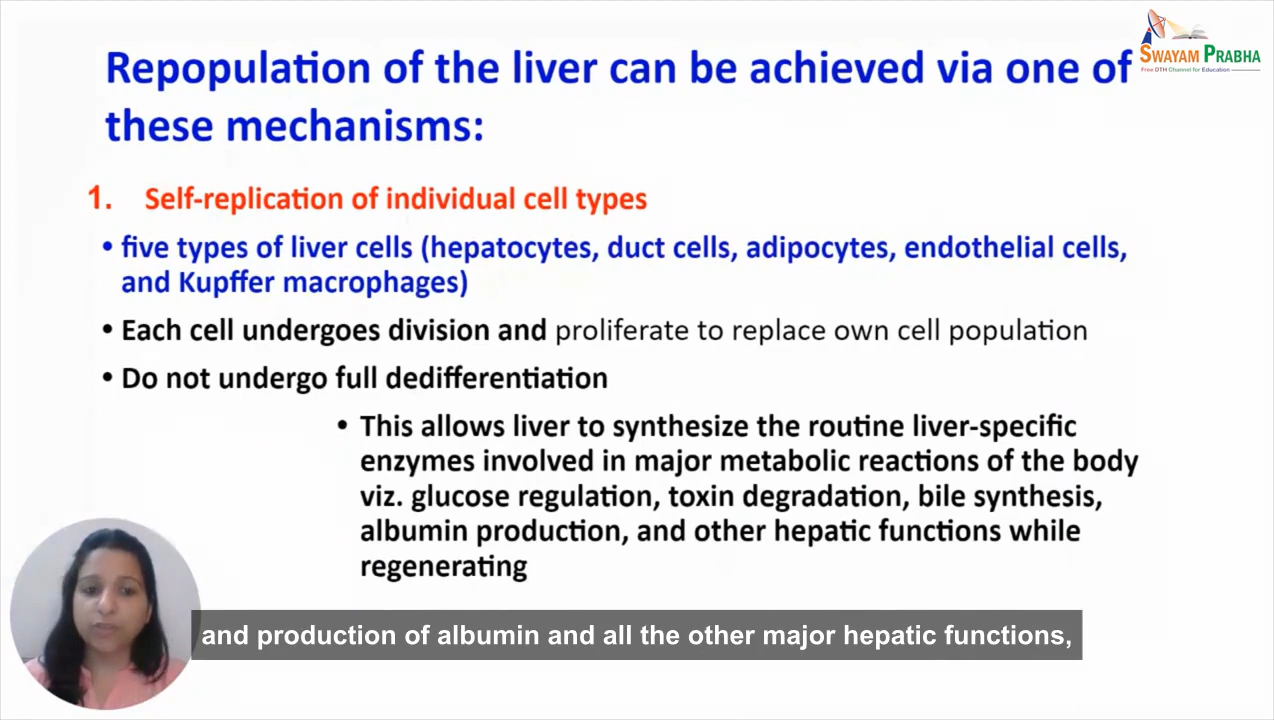 SWAYAM PRABHA
Free DTH Channel for Education
Repopulation of the liver can be achieved via one of
these mechanisms:
1. Self-replication of individual cell types
• five types of liver cells (hepatocytes, duct cells, adipocytes, endothelial cells,
and Kupffer macrophages)
• Each cell undergoes division and proliferate to replace own cell population
• Do not undergo full dedifferentiation
• This allows liver to synthesize the routine liver-specific
enzymes involved in major metabolic reactions of the body
viz. glucose regulation, toxin degradation, bile synthesis,
albumin production, and other hepatic functions while
regenerating
and production of albumin and all the other major hepatic functions,